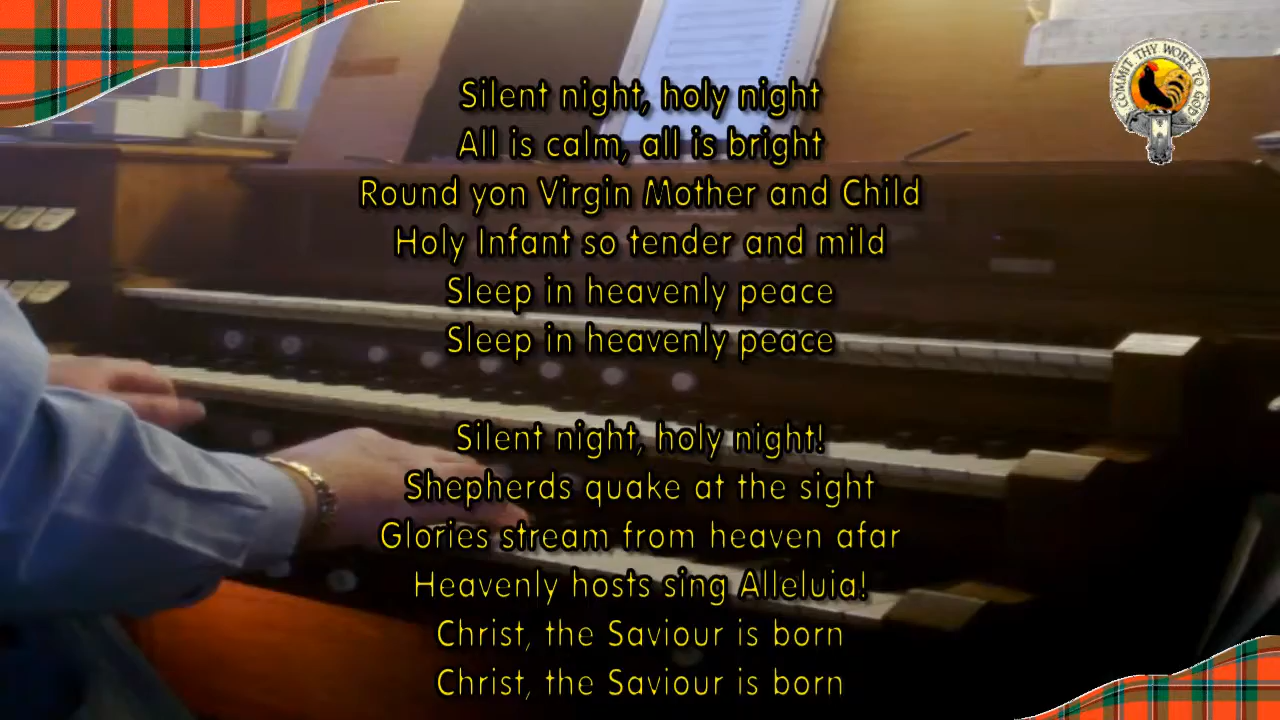 COMMIT THY WORK TO GOD
Silent night, holy night
All is calm, all is bright
Round yon Virgin Mother and Child
Holy Infant so tender and mild
Sleep in heavenly peace
Sleep in heavenly peace
Silent night, holy night!
Shepherds quake at the sight
Glories stream from heaven afar
Heavenly hosts sing Alleluia!
Christ, the Saviour is born
Christ, the Saviour is born